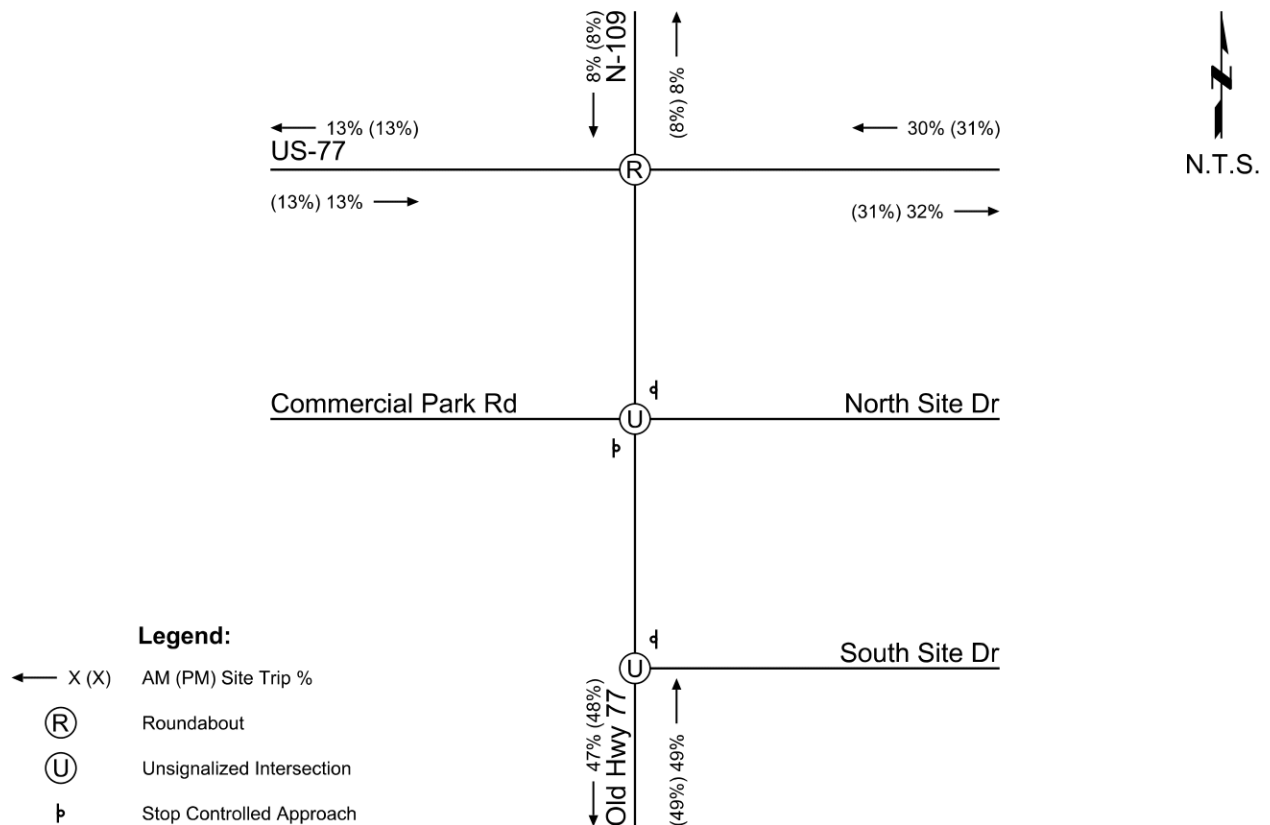 8% (8%)
N-109
(8%) 8%
13% (13%)
30% (31%)
US-77
R
N
N.T.S.
(13%) 13%
(31%) 32%
Commercial Park Rd
U
North Site Dr
South Site Dr
U
47% (48%)
Old Hwy 77
(49%) 49%
Legend:
X (X) AM (PM) Site Trip %
R Roundabout
U Unsignalized Intersection
Stop Controlled Approach